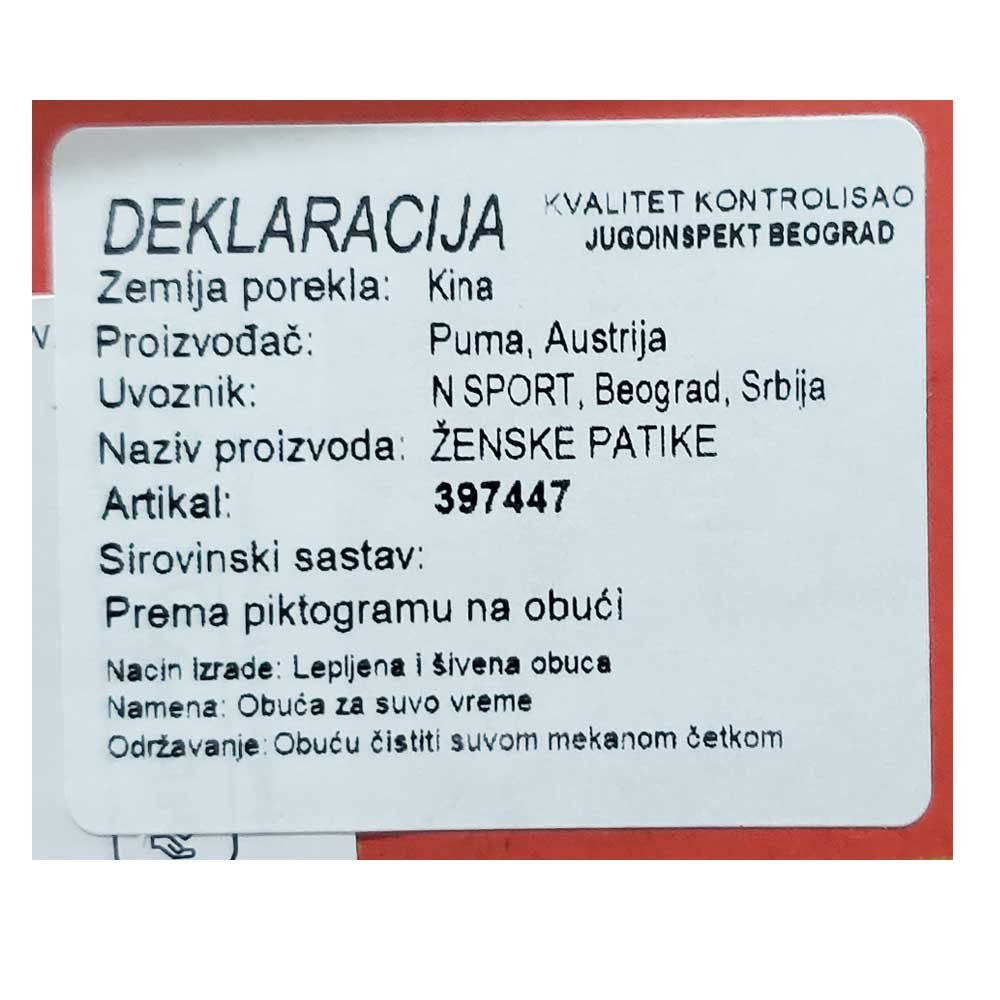 DEKLARACIJA
KVALITET KONTROLISAO
JUGOINSPEKT BEOGRAD
Zemlja porekla: Kina
Proizvođač: Puma, Austrija
Uvoznik: N SPORT, Beograd, Srbija
Naziv proizvoda: ŽENSKE PATIKE
Artikal: 397447
Sirovinski sastav:
Prema piktogramu na obući
Nacin Izrade: Lepljena i šivena obuca
Namena: Obuća za suvo vreme
Održavanje: Obuću čistiti suvom mekanom četkom